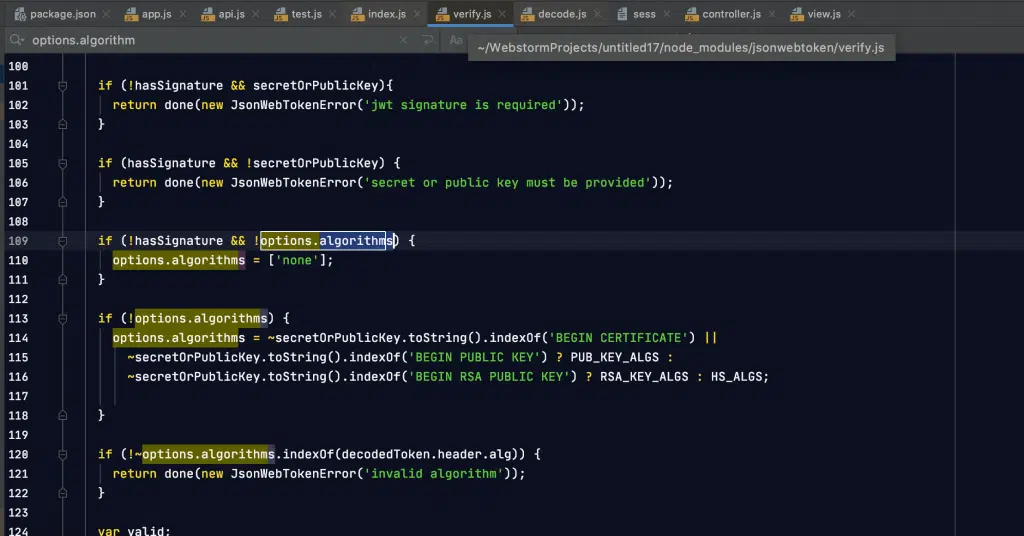 package.json app.js api.js test.js index.js verify.js decode.js sess controller.js view.js
options.algorithm Aa
~/WebstormProjects/untitled17/node_modules/jsonwebtoken/verify.js
100
101 if (!hasSignature && secretOrPublicKey){
102 return done(new JsonWebTokenError('jwt signature is required'));
103 }
104
105 if (hasSignature && !secretOrPublicKey) {
106 return done(new JsonWebTokenError('secret or public key must be provided'));
107 }
108
109 if (!hasSignature && !options.algorithms) {
110 options.algorithms = ['none'];
111 }
112
113 if (!options.algorithms) {
114 options.algorithms = ~secretOrPublicKey.toString().indexOf('BEGIN CERTIFICATE') ||
115 ~secretOrPublicKey.toString().indexOf('BEGIN PUBLIC KEY') ? PUB_KEY_ALGS :
116 ~secretOrPublicKey.toString().indexOf('BEGIN RSA PUBLIC KEY') ? RSA_KEY_ALGS : HS_ALGS;
117
118 }
119
120 if (!~options.algorithms.indexOf(decodedToken.header.alg)) {
121 return done(new JsonWebTokenError('invalid algorithm'));
122 }
123
124 var valid;